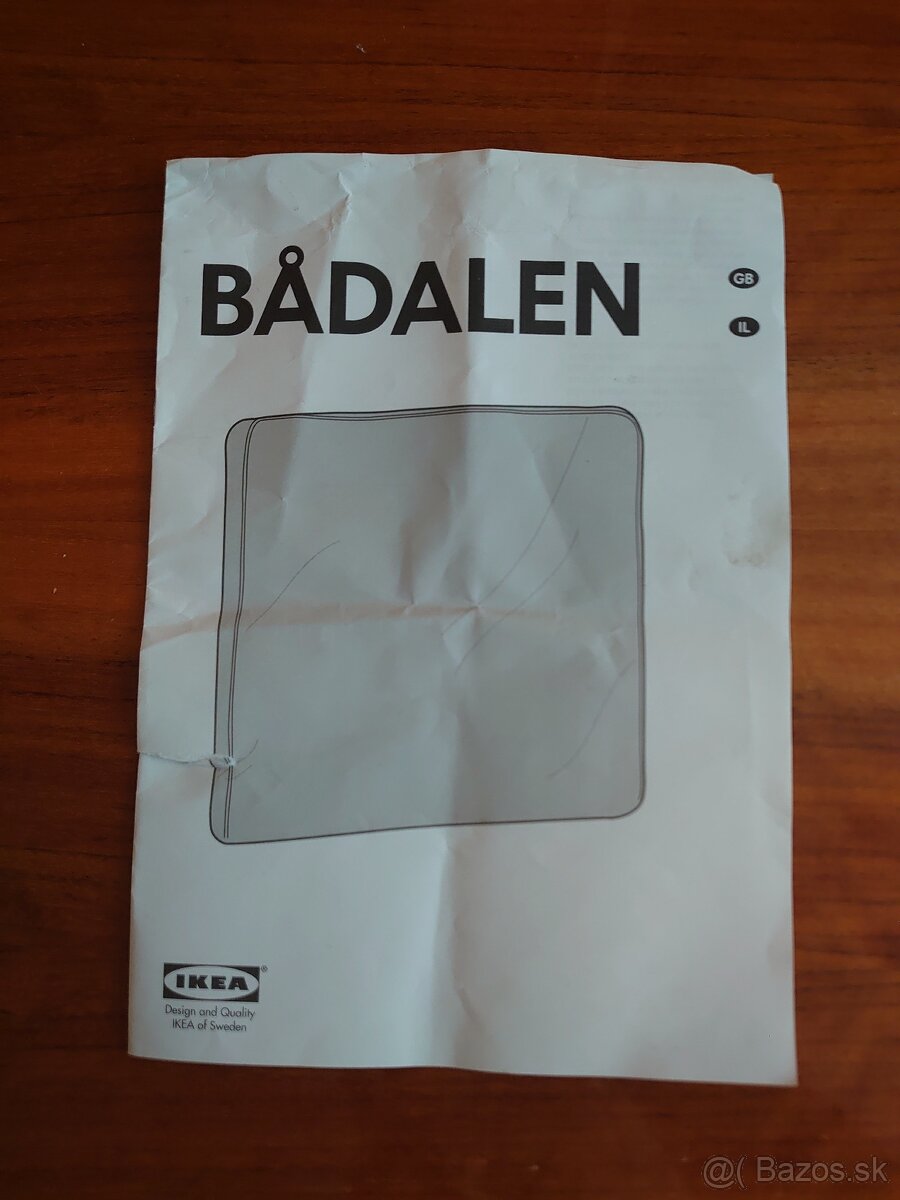 BÅDALEN
GB
IL
IKEA®
Design and Quality
IKEA of Sweden
@( Bazos.sk